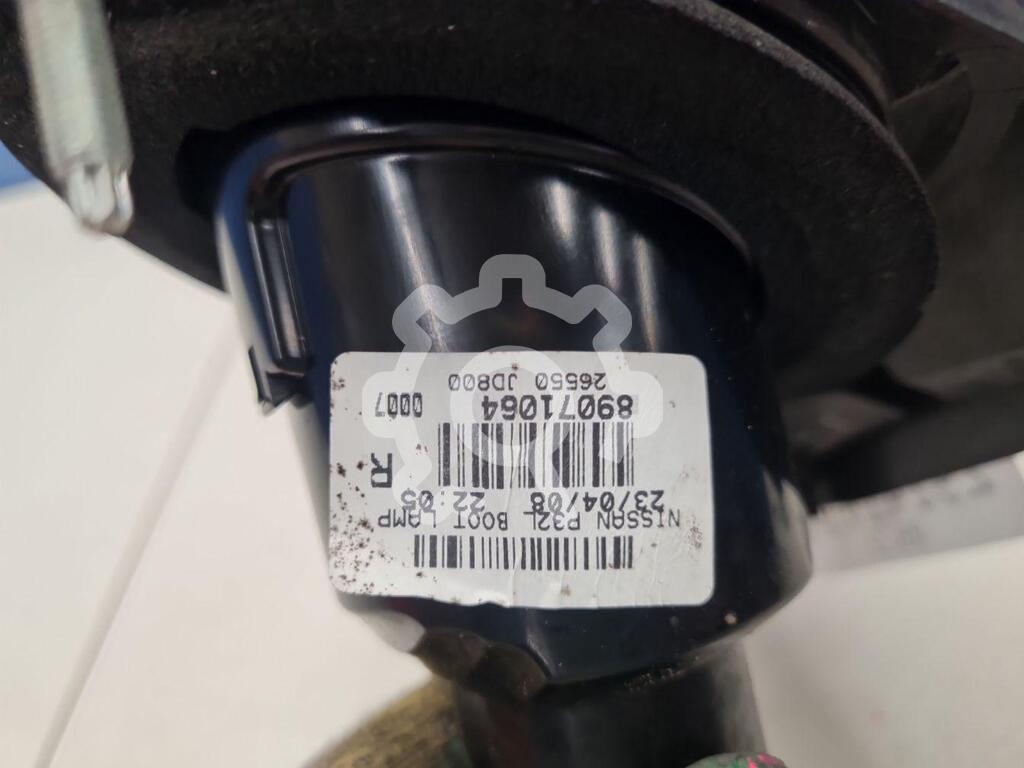 NISSAN P32L BOOT LAMP
23/04/08 22:05
R
89071064 0007
26550 JD800